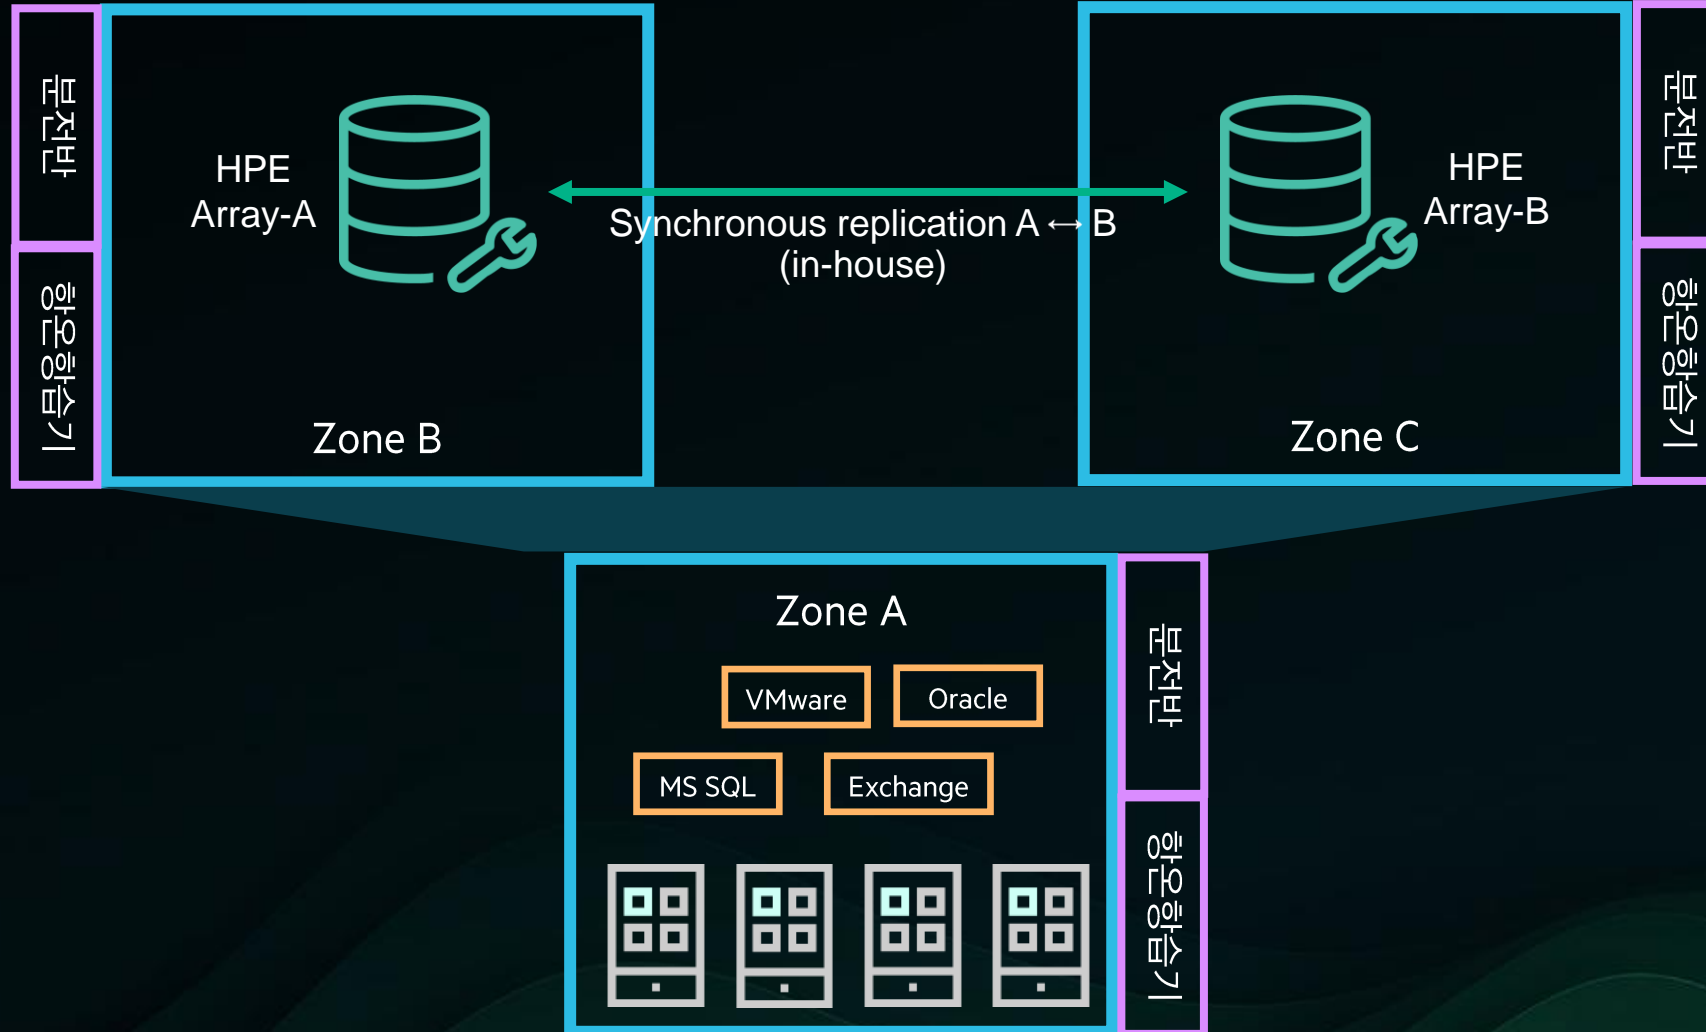 분전반
항온항습기
HPE
Array-A
Zone B
Synchronous replication A ↔ B
(in-house)
HPE
Array-B
Zone C
분전반
항온항습기
Zone A
VMware
Oracle
MS SQL
Exchange
분전반
항온항습기